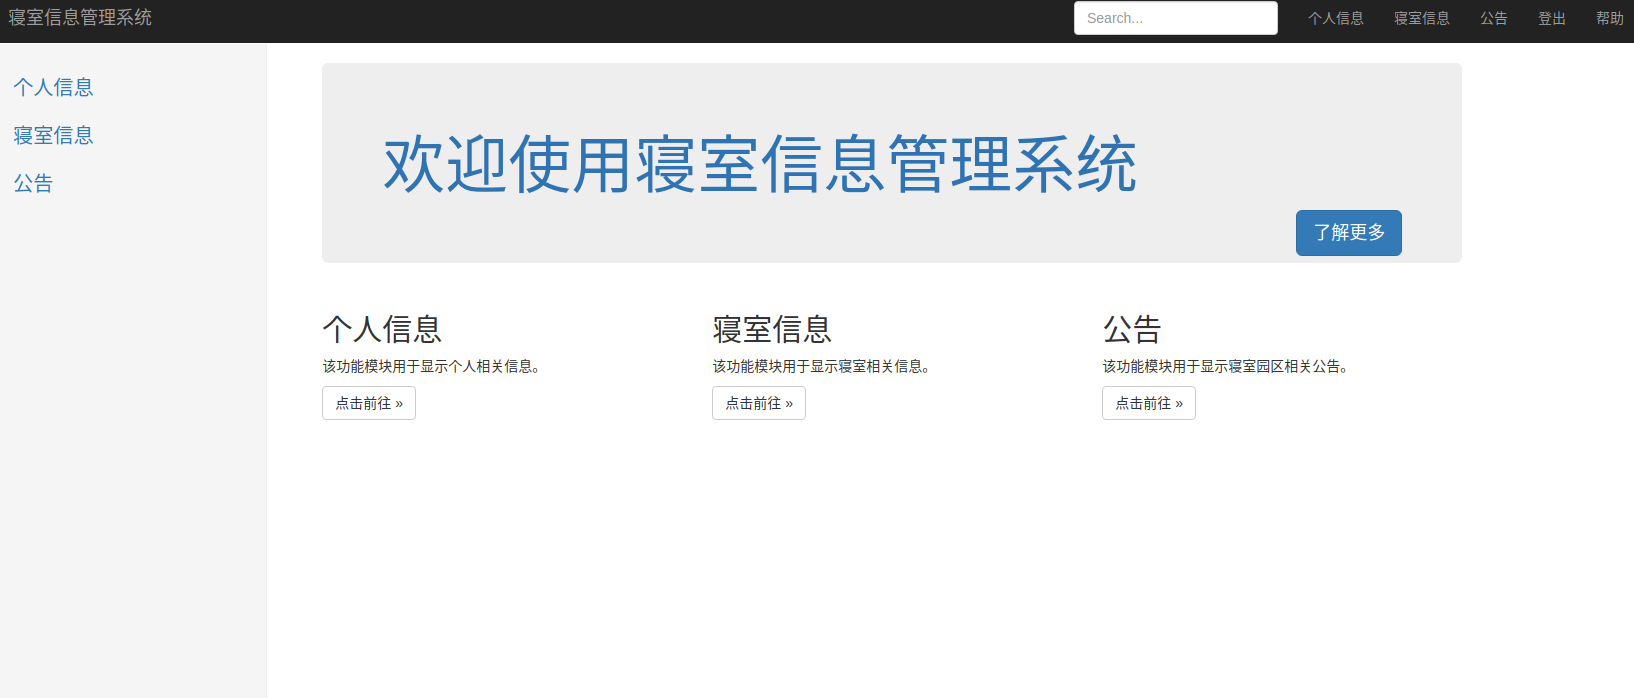 寝室信息管理系统
Search...
个人信息
寝室信息
公告
登出
帮助
个人信息
寝室信息
公告
欢迎使用寝室信息管理系统
了解更多
个人信息
该功能模块用于显示个人相关信息。
点击前往 »
寝室信息
该功能模块用于显示寝室相关信息。
点击前往 »
公告
该功能模块用于显示寝室园区相关公告。
点击前往 »